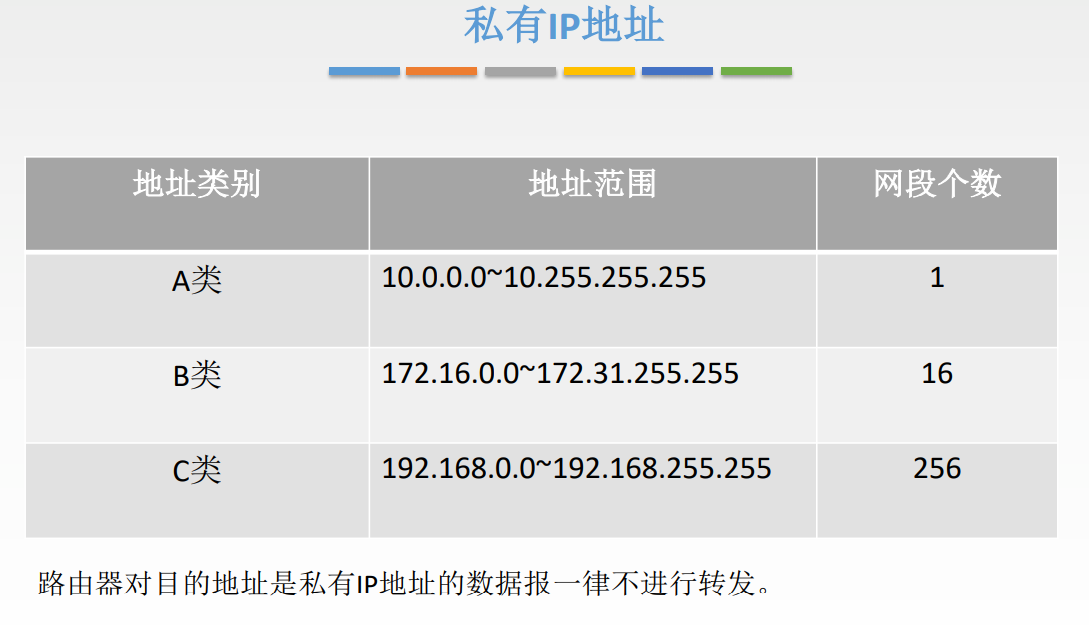 私有IP地址
地址类别 地址范围 网段个数
A类 10.0.0.0~10.255.255.255 1
B类 172.16.0.0~172.31.255.255 16
C类 192.168.0.0~192.168.255.255 256
路由器对目的地址是私有IP地址的数据报一律不进行转发。